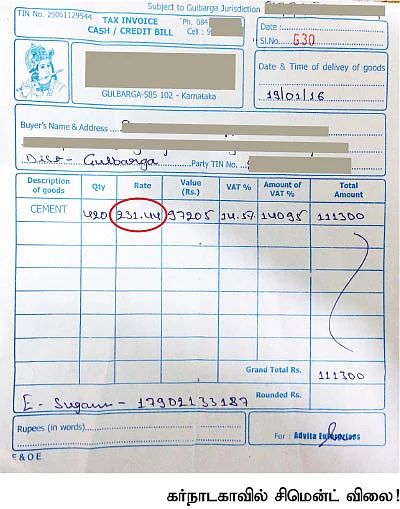 Subject to Gulbarga Jurisdiction
TIN No. 29061129544
TAX INVOICE
CASH / CREDIT BILL
Ph. 084
Cell : 9
Date :
Sl.No. 630
GULBARGA-585 102 - Karnataka
Date & Time of delivey of goods
19/01/16
Buyer's Name & Address
Dist- Gulbarga
Party TIN No.
Description of goods Qty Rate Value (Rs.) VAT % Amount of VAT % Total Amount
CEMENT 420 231.44 97205 14.5% 14095 111300
Grand Total Rs. 111300
Rounded Rs.
E- Sugam - 17902133187
Rupees (in words)
For : Advita Enterprises
E & O E
கர்நாடகாவில் சிமென்ட் விலை!